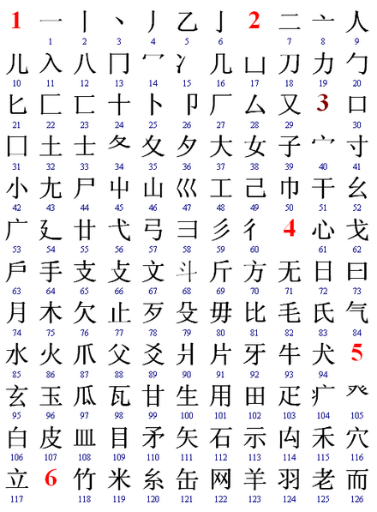 1 一 丨 丶 丿 乙 亅 2 二 亠 人
1 2 3 4 5 6 7 8 9
儿 入 八 冂 冖 冫 几 凵 刀 力 勹
10 11 12 13 14 15 16 17 18 19 20
匕 匚 匸 十 卜 卩 厂 厶 又 3 口
21 22 23 24 25 26 27 28 29 30
囗 土 士 夂 夊 夕 大 女 子 宀 寸
31 32 33 34 35 36 37 38 39 40 41
小 尢 尸 屮 山 巛 工 己 巾 干 幺
42 43 44 45 46 47 48 49 50 51 52
广 廴 廾 弋 弓 彐 彡 彳 4 心 戈
53 54 55 56 57 58 59 60 61 62
戶 手 支 攴 文 斗 斤 方 无 日 曰
63 64 65 66 67 68 69 70 71 72 73
月 木 欠 止 歹 殳 毋 比 毛 氏 气
74 75 76 77 78 79 80 81 82 83 84
水 火 爪 父 爻 爿 片 牙 牛 犬 5
85 86 87 88 89 90 91 92 93 94
玄 玉 瓜 瓦 甘 生 用 田 疋 疒 癶
95 96 97 98 99 100 101 102 103 104 105
白 皮 皿 目 矛 矢 石 示 禸 禾 穴
106 107 108 109 110 111 112 113 114 115 116
立 6 竹 米 糸 缶 网 羊 羽 老 而
117 118 119 120 121 122 123 124 125 126